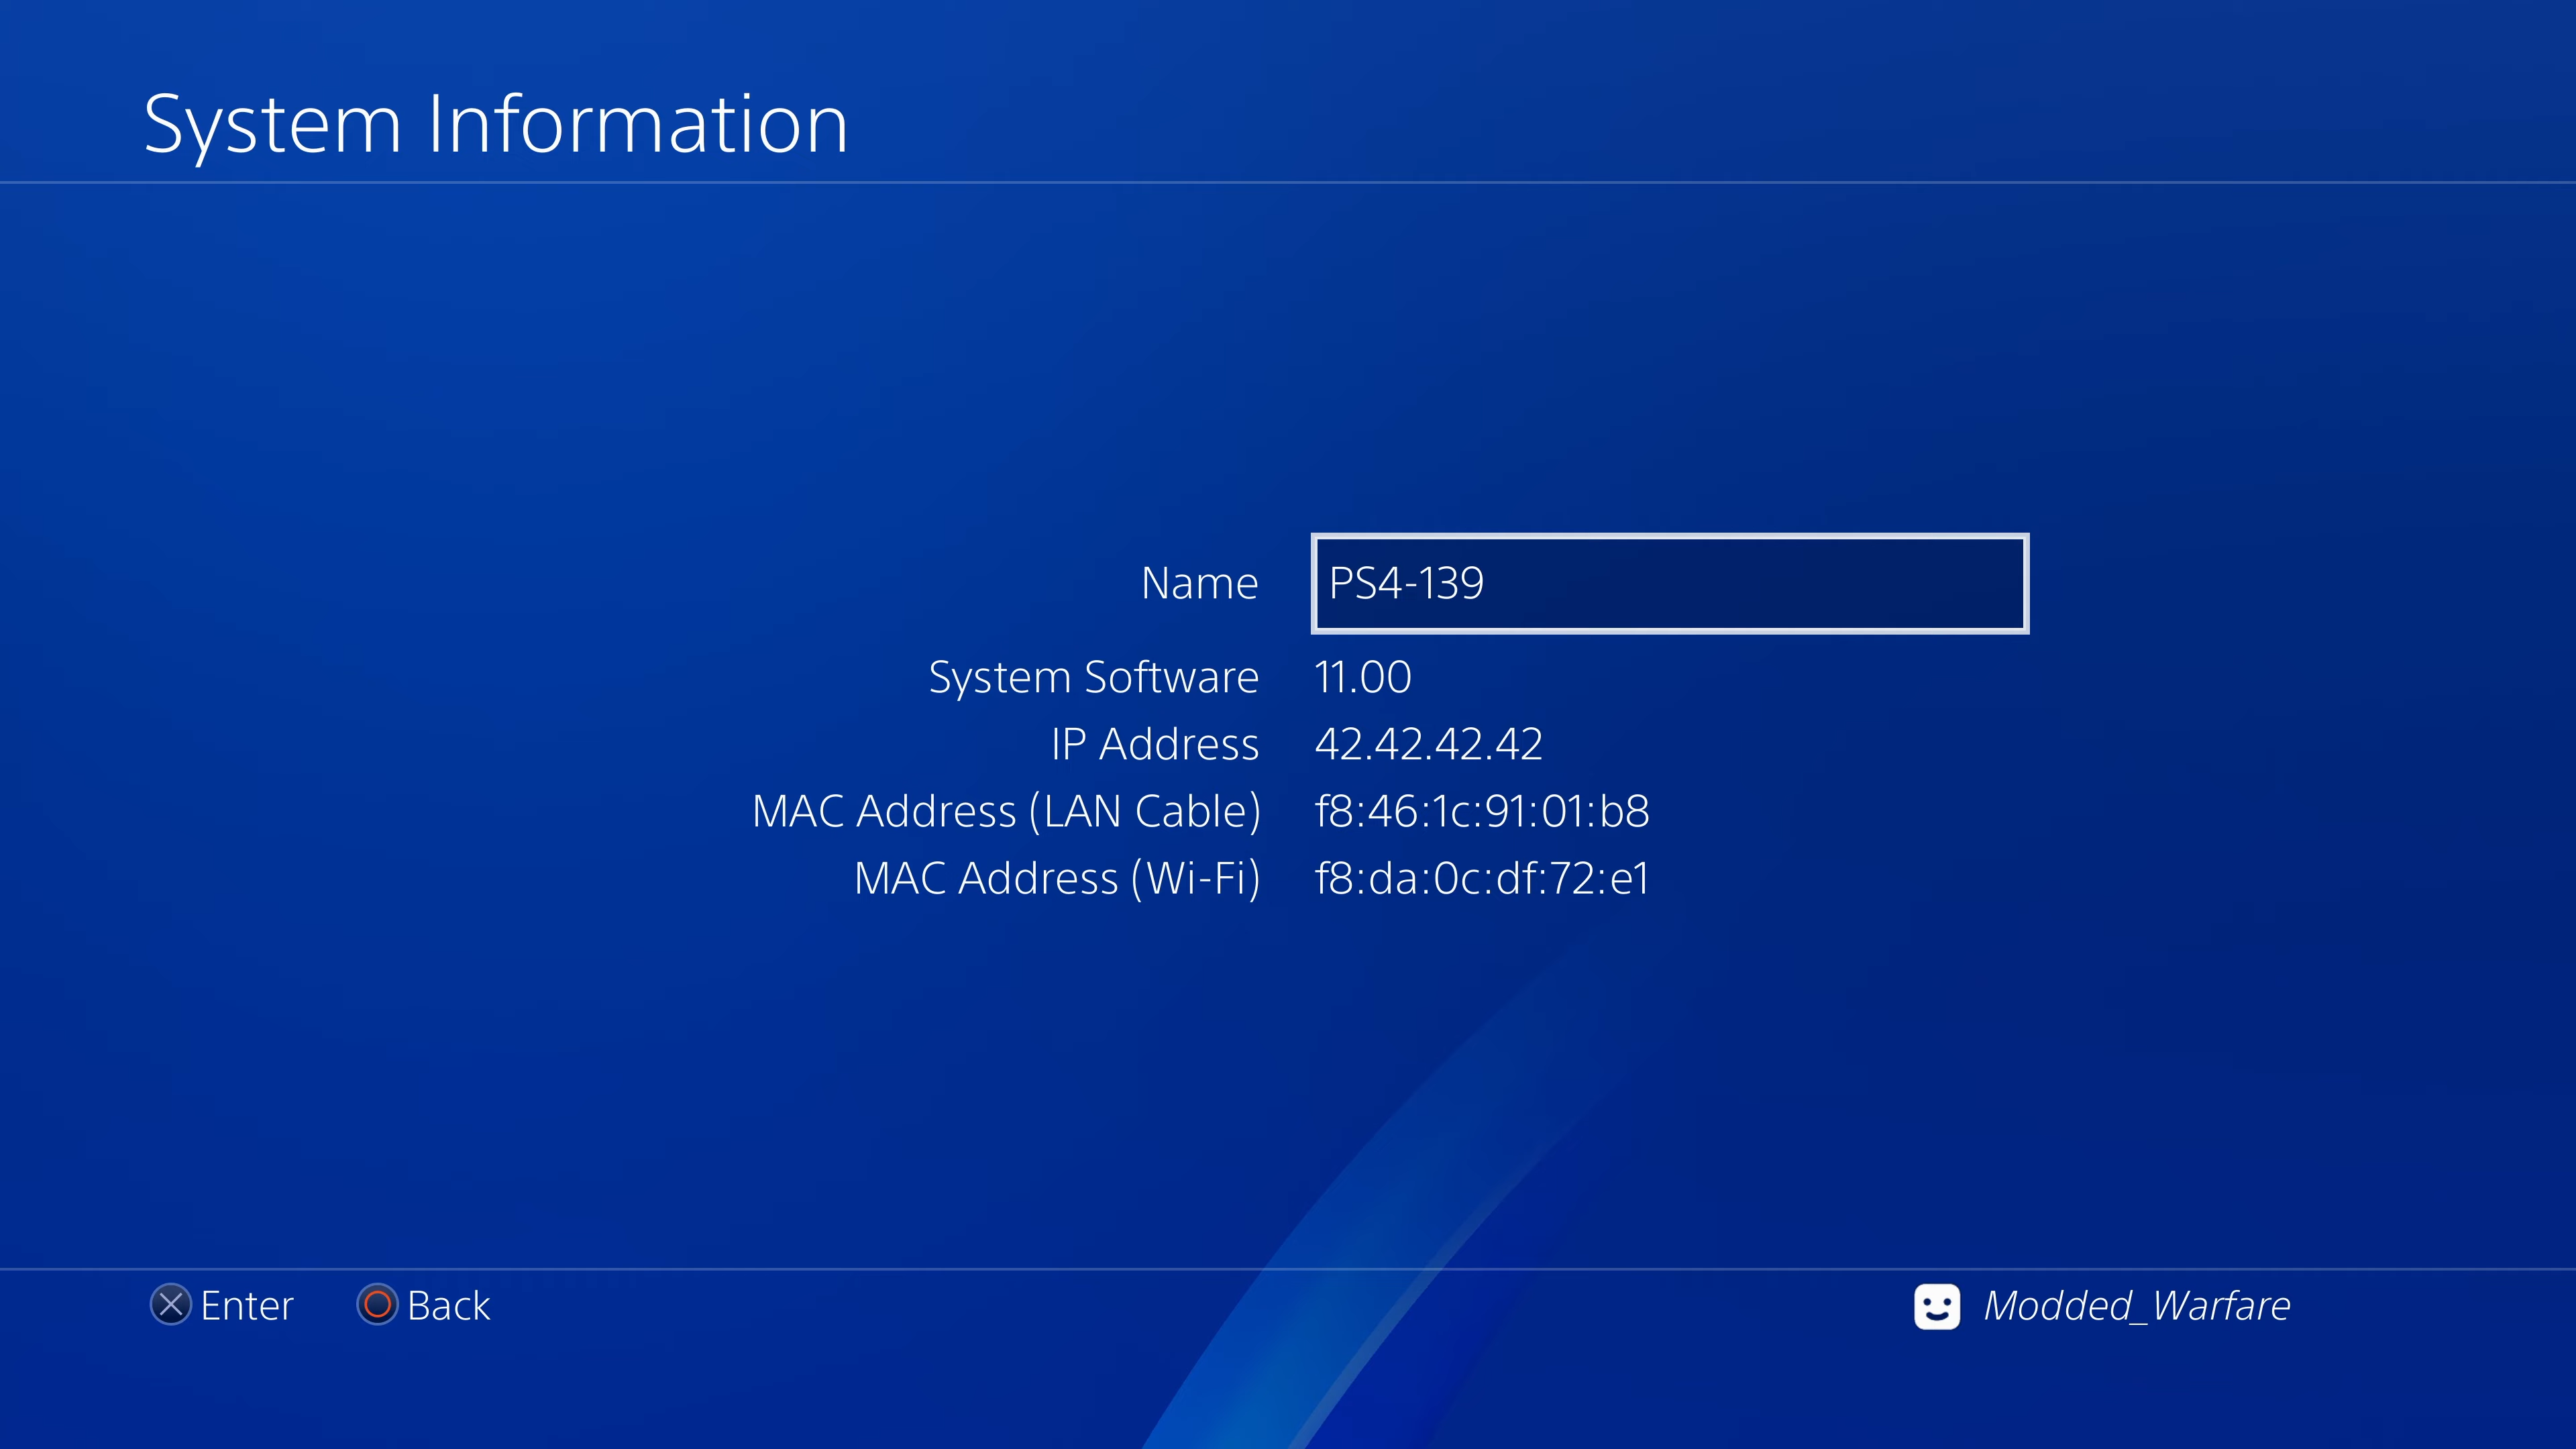 System Information
Name PS4-139
System Software 11.00
IP Address 42.42.42.42
MAC Address (LAN Cable) f8:46:1c:91:01:b8
MAC Address (Wi-Fi) f8:da:0c:df:72:e1
Enter Back Modded_Warfare